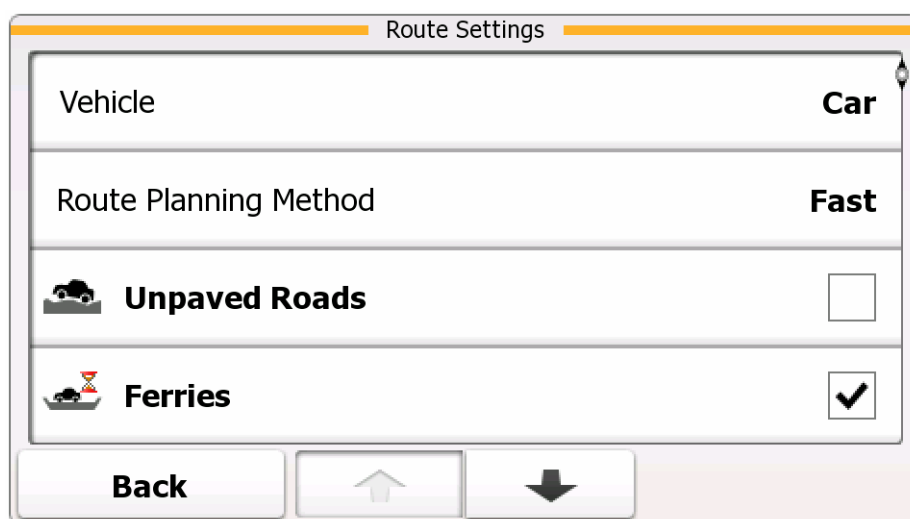 Route Settings
Vehicle Car
Route Planning Method Fast
Unpaved Roads
Ferries
Back